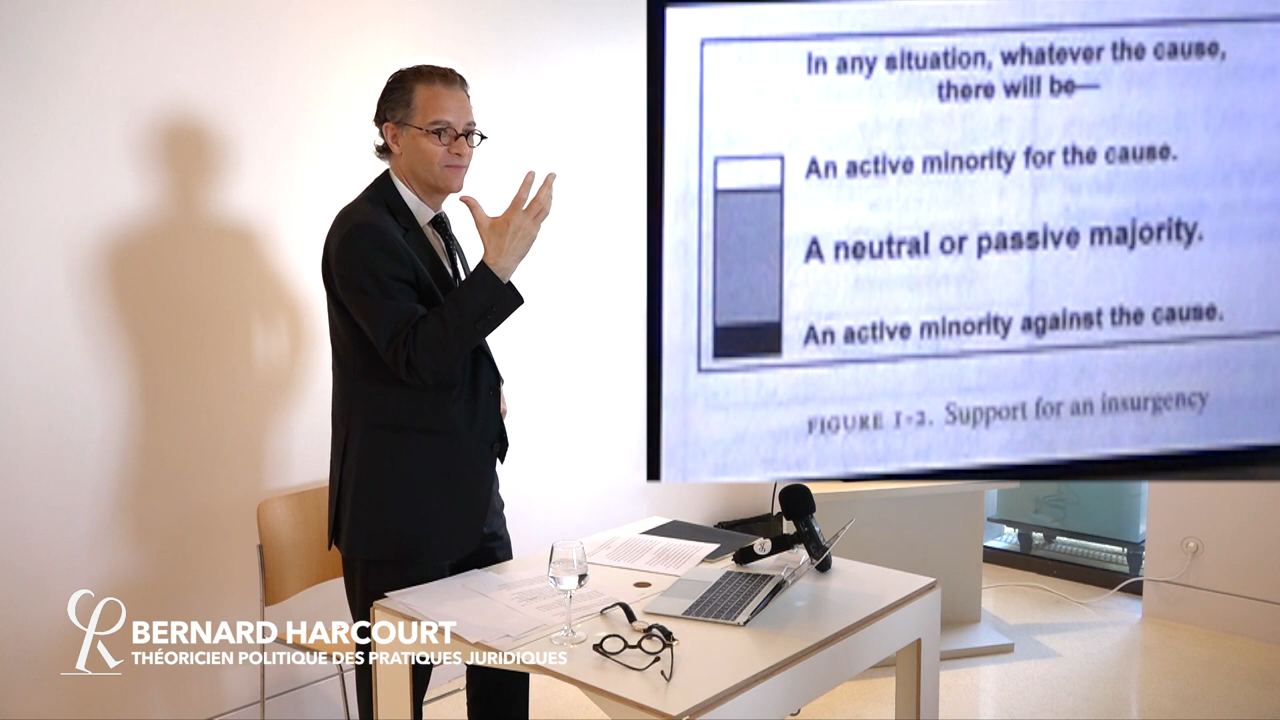 In any situation, whatever the cause,
there will be—
An active minority for the cause.
A neutral or passive majority.
An active minority against the cause.
FIGURE 1-2. Support for an insurgency
BERNARD HARCOURT
THÉORICIEN POLITIQUE DES PRATIQUES JURIDIQUES